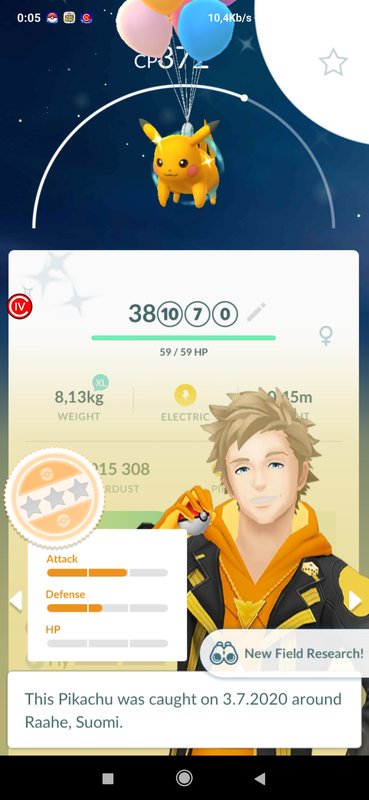 0:05
10,4Kb/s
CP372
IV
38 10 7 0
59 / 59 HP
XL
8,13kg
0,45m
WEIGHT
ELECTRIC
HT
015 308
RDUST
Attack
Defense
HP
New Field Research!
Fly
This Pikachu was caught on 3.7.2020 around
Raahe, Suomi.